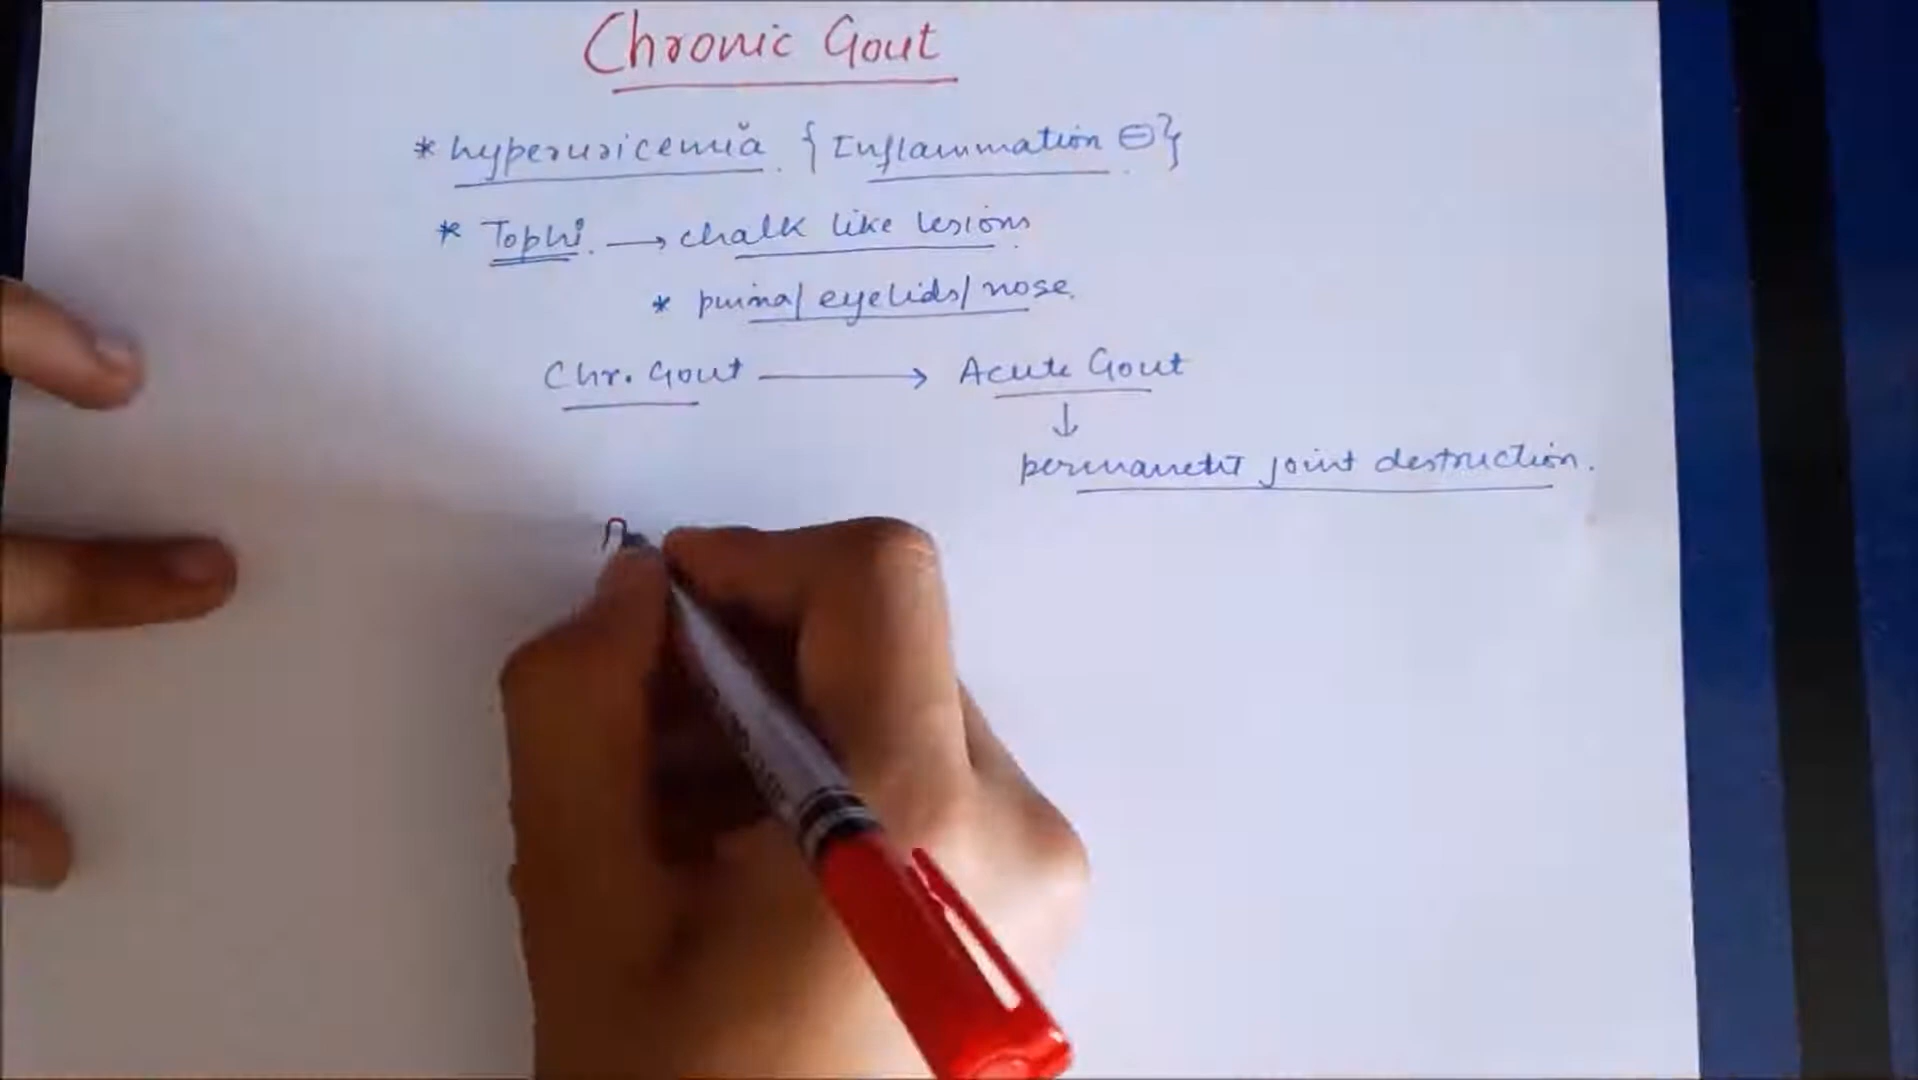 Chronic Gout
* hyperuricemia { Inflammation ⊖}
* Tophi. → chalk like lesions
* pinna/ eyelids/ nose.
Chr. Gout → Acute Gout
↓
permanent joint destruction.